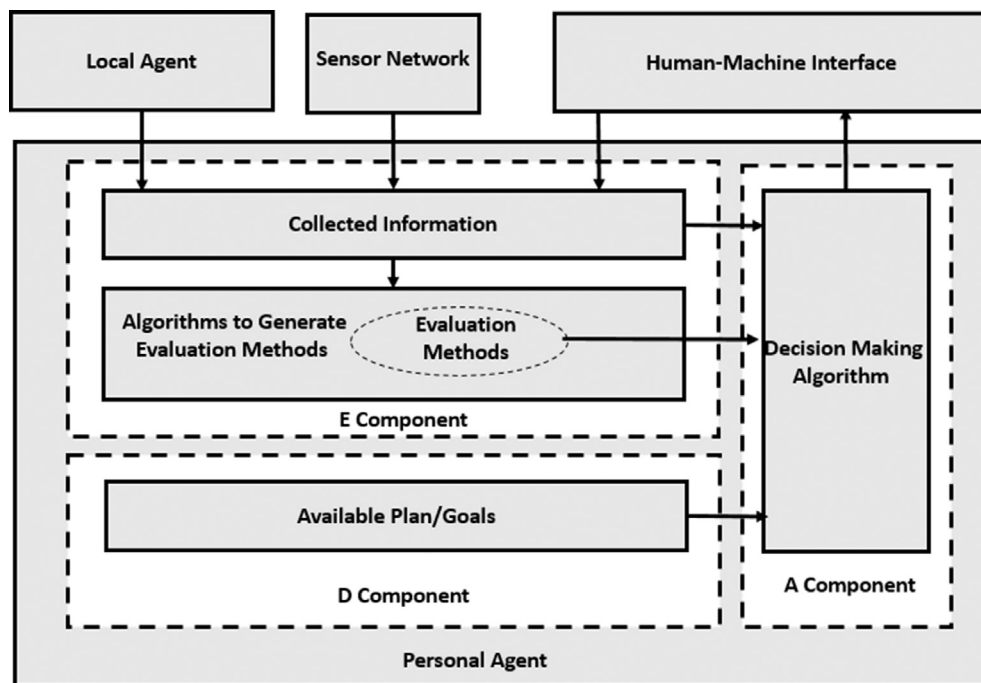 Local Agent
Sensor Network
Human-Machine Interface
Collected Information
Algorithms to Generate
Evaluation Methods
Evaluation
Methods
Decision Making
Algorithm
E Component
Available Plan/Goals
D Component
A Component
Personal Agent